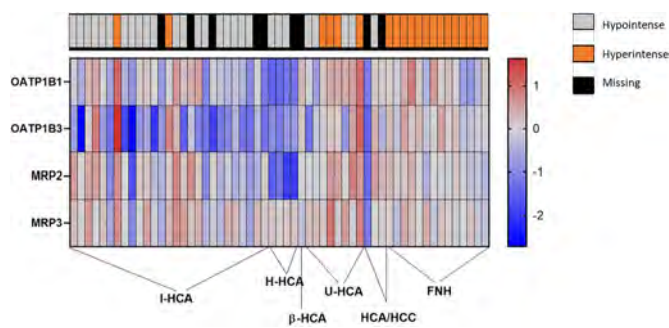 Hypointense
Hyperintense
Missing
OATP1B1
OATP1B3
MRP2
MRP3
1
0
-1
-2
I-HCA
H-HCA
β-HCA
U-HCA
HCA/HCC
FNH